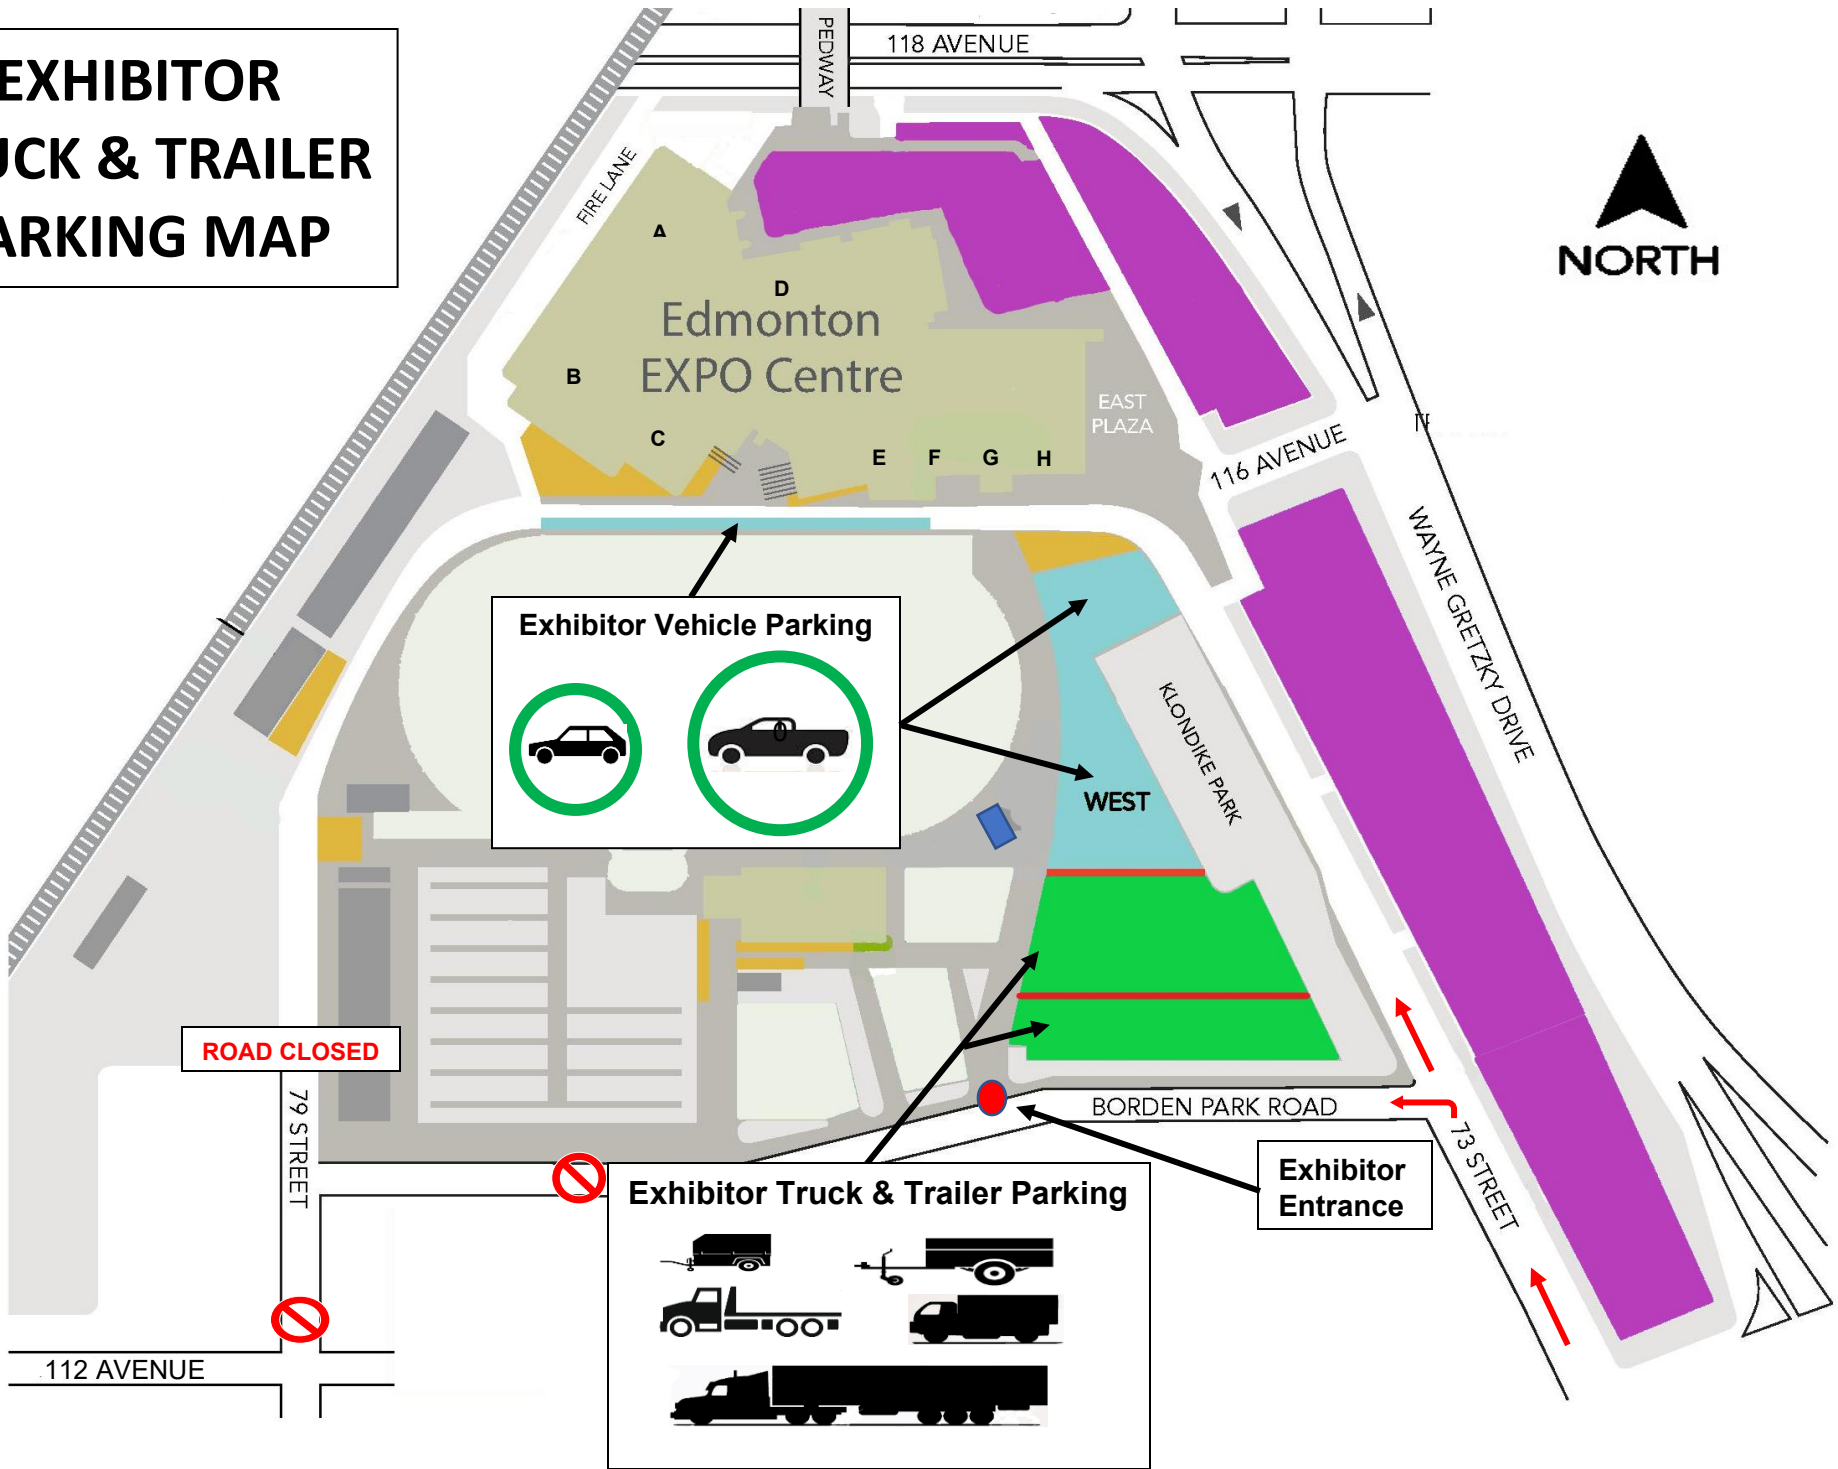 EXHIBITOR
UCK & TRAILER
ARKING MAP
PEDWAY
118 AVENUE
FIRE LANE
NORTH
A
D
Edmonton
EXPO Centre
B
C
E F G H
EAST
PLAZA
116 AVENUE
WAYNE GRETZKY DRIVE
Exhibitor Vehicle Parking
KLONDIKE PARK
WEST
ROAD CLOSED
79 STREET
BORDEN PARK ROAD
73 STREET
Exhibitor
Entrance
Exhibitor Truck & Trailer Parking
112 AVENUE